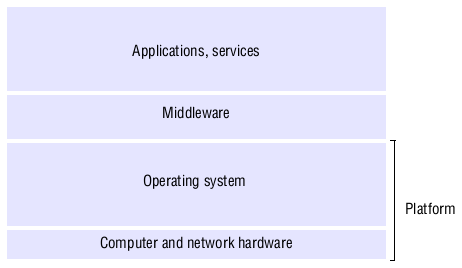 Applications, services
Middleware
Operating system
Platform
Computer and network hardware